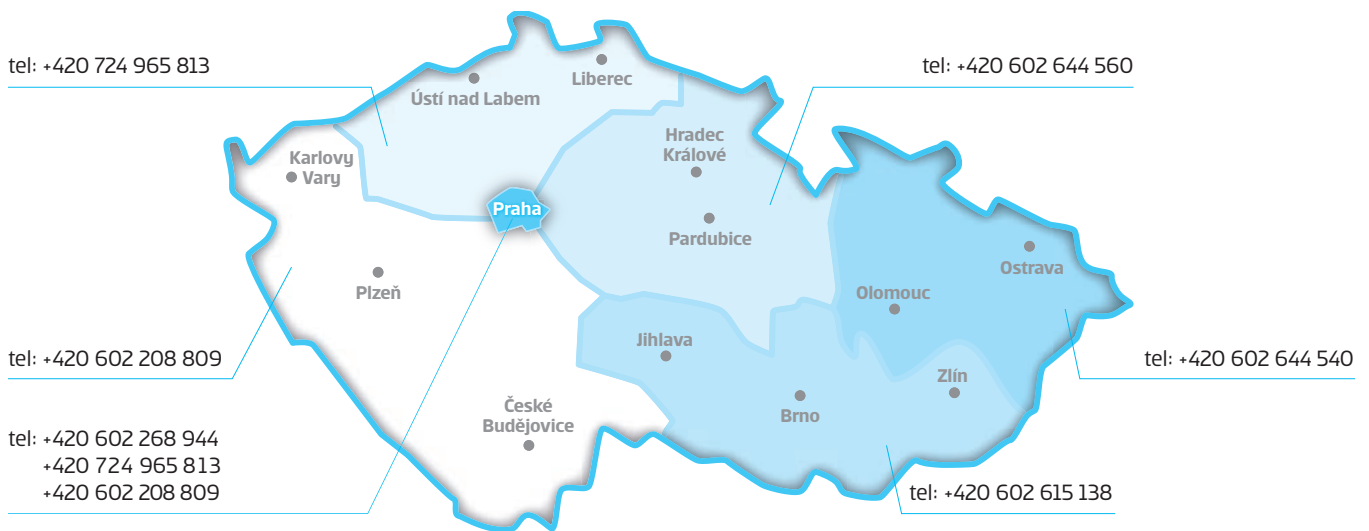 tel: +420 724 965 813
tel: +420 602 644 560
Liberec
Ústí nad Labem
Hradec
Králové
Karlovy
Vary
Praha
Pardubice
Ostrava
Plzeň
Olomouc
Jihlava
tel: +420 602 208 809
tel: +420 602 644 540
Zlín
Brno
České
Budějovice
tel: +420 602 268 944
+420 724 965 813
+420 602 208 809
tel: +420 602 615 138